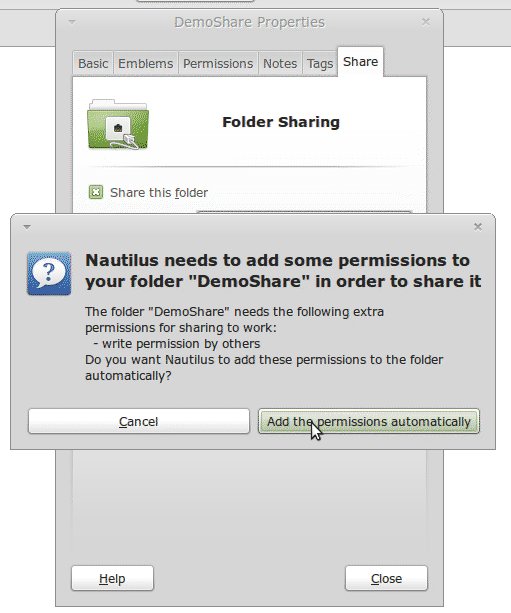 DemoShare Properties
Basic Emblems Permissions Notes Tags Share
Folder Sharing
Share this folder
Nautilus needs to add some permissions to
your folder "DemoShare" in order to share it
The folder "DemoShare" needs the following extra
permissions for sharing to work:
- write permission by others
Do you want Nautilus to add these permissions to the folder
automatically?
Cancel Add the permissions automatically
Help Close